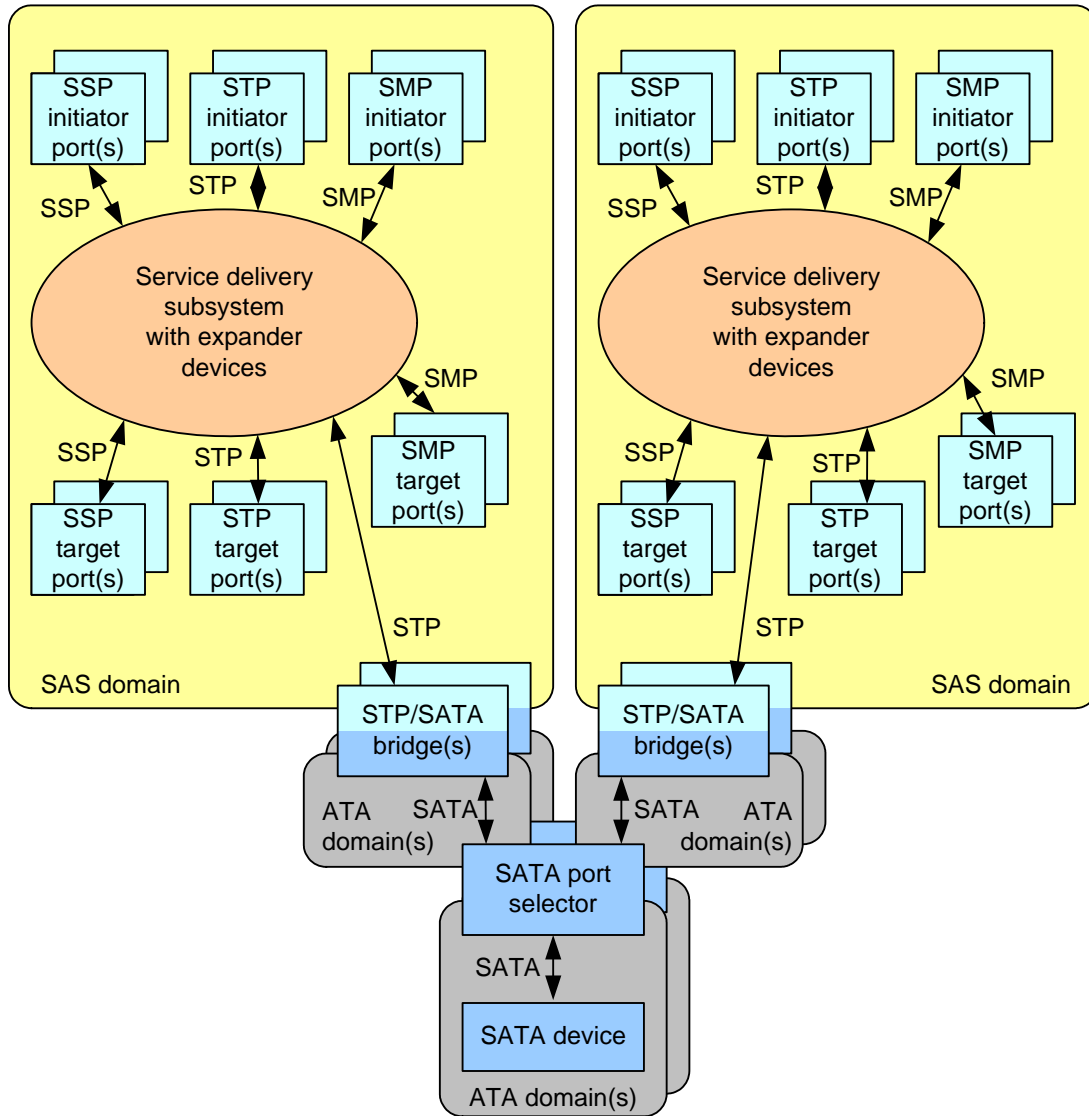 SSP
initiator
port(s)
STP
initiator
port(s)
SMP
initiator
port(s)
SSP
STP
SMP
Service delivery
subsystem
with expander
devices
SMP
SSP
STP
SMP
target
port(s)
SSP
target
port(s)
STP
target
port(s)
STP
SAS domain
SSP
initiator
port(s)
STP
initiator
port(s)
SMP
initiator
port(s)
SSP
STP
SMP
Service delivery
subsystem
with expander
devices
SMP
SSP
STP
SMP
target
port(s)
SSP
target
port(s)
STP
target
port(s)
STP
SAS domain
STP/SATA
bridge(s)
STP/SATA
bridge(s)
ATA
domain(s)
SATA
SATA
ATA
domain(s)
SATA port
selector
SATA
SATA device
ATA domain(s)